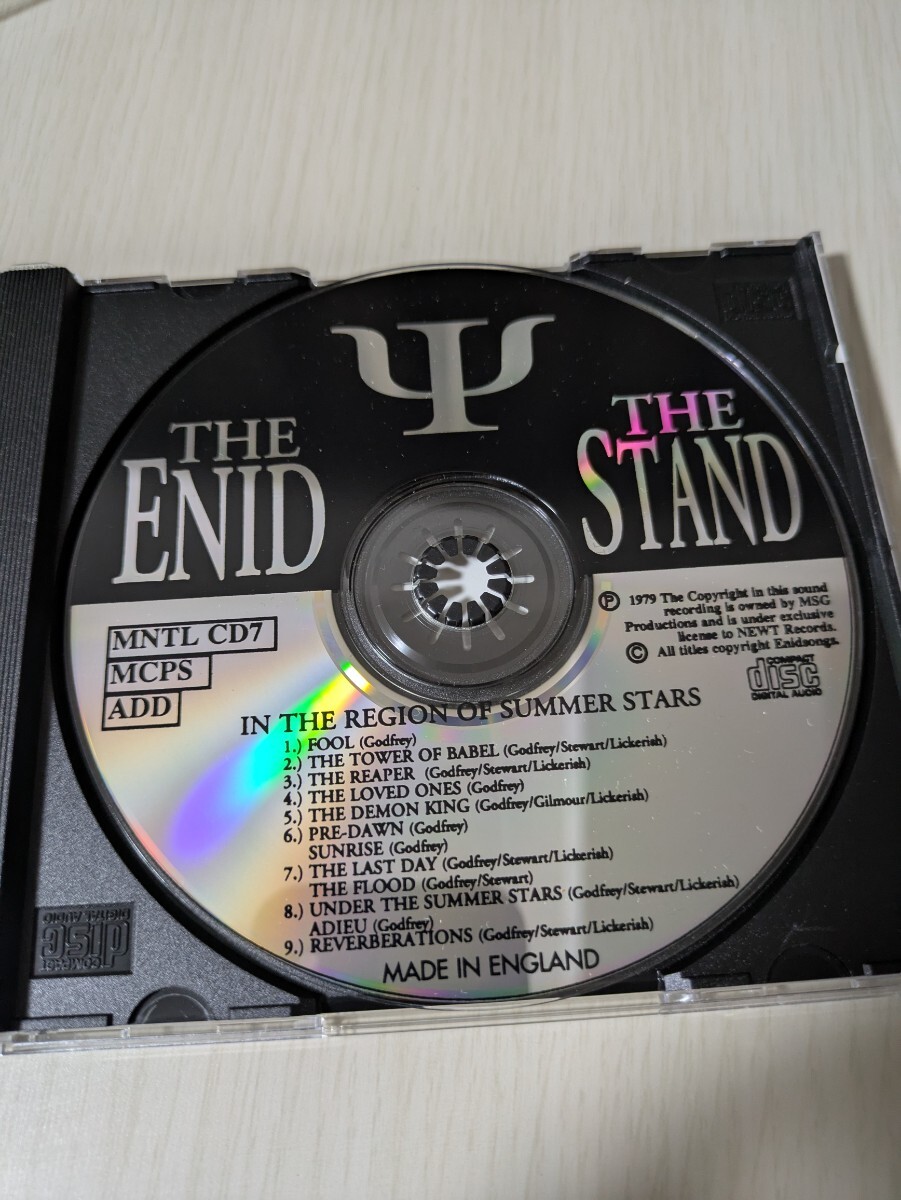 Ψ
THE
ENID
THE
STAND
MNTL CD7
MCPS
ADD
Ⓟ 1979 The Copyright in this sound
recording is owned by MSG
Productions and is under exclusive
license to NEWT Records.
© All titles copyright Enidsongs.
COMPACT
disc
DIGITAL AUDIO
IN THE REGION OF SUMMER STARS
1.) FOOL (Godfrey)
2.) THE TOWER OF BABEL (Godfrey/Stewart/Lickerish)
3.) THE REAPER (Godfrey/Stewart/Lickerish)
4.) THE LOVED ONES (Godfrey)
5.) THE DEMON KING (Godfrey/Gilmour/Lickerish)
6.) PRE-DAWN (Godfrey)
SUNRISE (Godfrey)
7.) THE LAST DAY (Godfrey/Stewart/Lickerish)
THE FLOOD (Godfrey/Stewart)
8.) UNDER THE SUMMER STARS (Godfrey/Stewart/Lickerish)
ADIEU (Godfrey)
9.) REVERBERATIONS (Godfrey/Stewart/Lickerish)
MADE IN ENGLAND
COMPACT
disc
DIGITAL AUDIO